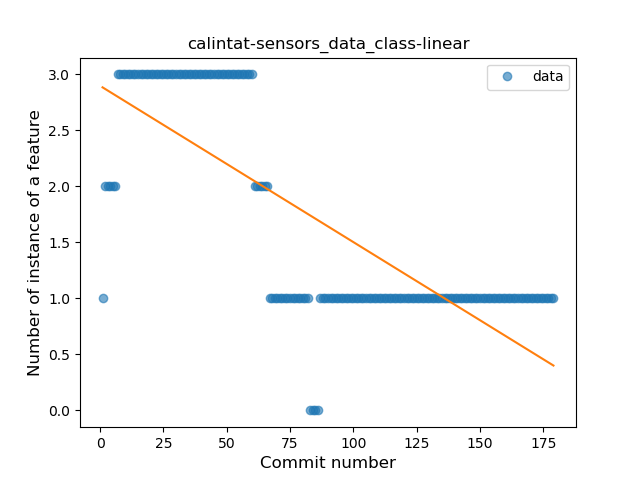 calintat-sensors_data_class-linear
data
Number of instance of a feature
3.0
2.5
2.0
1.5
1.0
0.5
0.0
0 25 50 75 100 125 150 175
Commit number